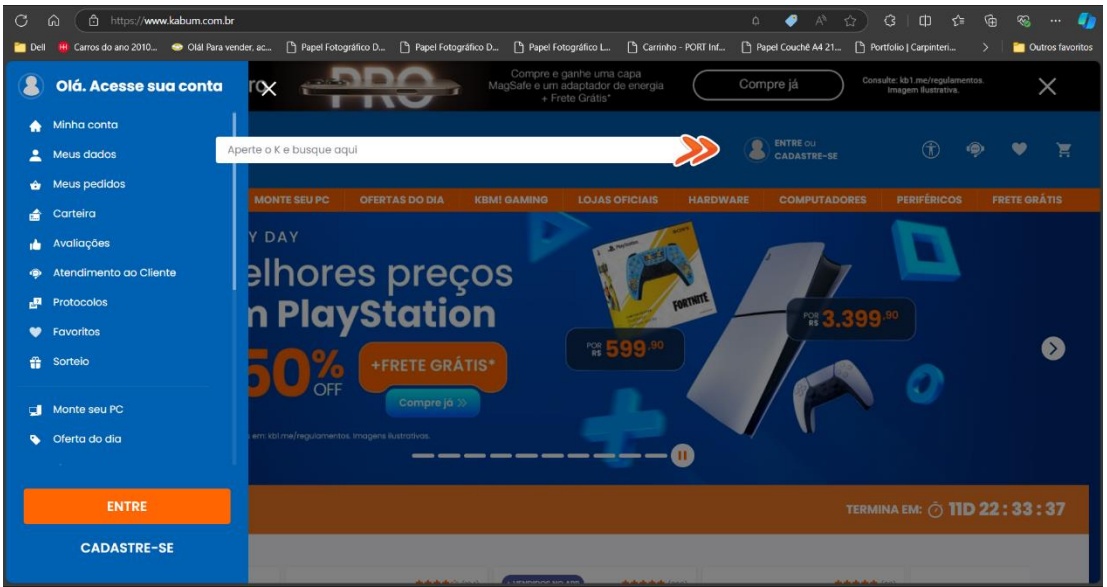 https://www.kabum.com.br
Dell
Carros do ano 2010...
Olá! Para vender, ac...
Papel Fotográfico D...
Papel Fotográfico D...
Papel Fotográfico L...
Carrinho - PORT Inf...
Papel Couchê A4 21...
Portfolio | Carpinteri...
Outros favoritos
Olá. Acesse sua conta
PRO
Compre e ganhe uma capa
MagSafe e um adaptador de energia
+ Frete Grátis*
Compre já
Consulte: kb1.me/regulamentos.
Imagem Ilustrativa.
Minha conta
Meus dados
Meus pedidos
Carteira
Avaliações
Atendimento ao Cliente
Protocolos
Favoritos
Sorteio
Monte seu PC
Oferta do dia
ENTRE
CADASTRE-SE
Aperte o K e busque aqui
ENTRE OU
CADASTRE-SE
MONTE SEU PC
OFERTAS DO DIA
KBM! GAMING
LOJAS OFICIAIS
HARDWARE
COMPUTADORES
PERIFÉRICOS
FRETE GRÁTIS
Y DAY
elhores preços
m PlayStation
50% OFF
+FRETE GRÁTIS*
Compre já
em: kb1.me/regulamentos. Imagens ilustrativas.
FORTNITE
POR R$ 599,90
POR R$ 3.399,90
TERMINA EM: 11D 22 : 33 : 37
+ VENDIDOS NO APP